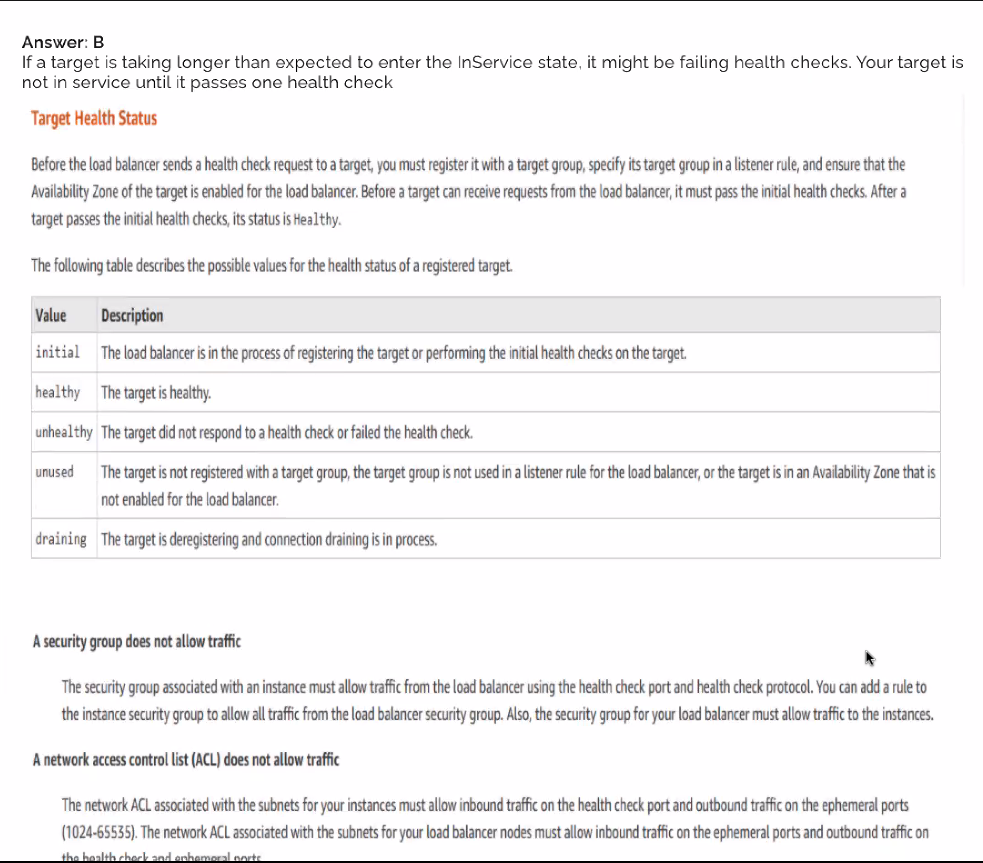 Answer: B
If a target is taking longer than expected to enter the InService state, it might be failing health checks. Your target is
not in service until it passes one health check
Target Health Status
Before the load balancer sends a health check request to a target, you must register it with a target group, specify its target group in a listener rule, and ensure that the
Availability Zone of the target is enabled for the load balancer. Before a target can receive requests from the load balancer, it must pass the initial health checks. After a
target passes the initial health checks, its status is Healthy.
The following table describes the possible values for the health status of a registered target.
Value Description
initial The load balancer is in the process of registering the target or performing the initial health checks on the target.
healthy The target is healthy.
unhealthy The target did not respond to a health check or failed the health check.
unused The target is not registered with a target group, the target group is not used in a listener rule for the load balancer, or the target is in an Availability Zone that is
not enabled for the load balancer.
draining The target is deregistering and connection draining is in process.
A security group does not allow traffic
The security group associated with an instance must allow traffic from the load balancer using the health check port and health check protocol. You can add a rule to
the instance security group to allow all traffic from the load balancer security group. Also, the security group for your load balancer must allow traffic to the instances.
A network access control list (ACL) does not allow traffic
The network ACL associated with the subnets for your instances must allow inbound traffic on the health check port and outbound traffic on the ephemeral ports
(1024-65535). The network ACL associated with the subnets for your load balancer nodes must allow inbound traffic on the ephemeral ports and outbound traffic on
the health check and ephemeral ports